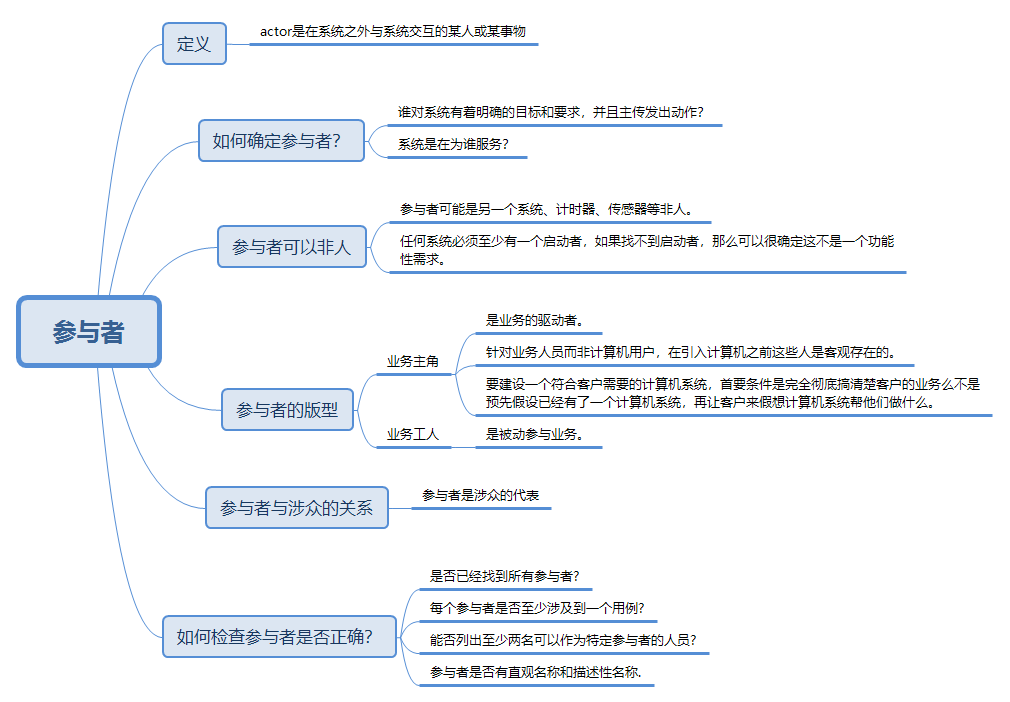 定义
actor是在系统之外与系统交互的某人或某事物
如何确定参与者？
谁对系统有着明确的目标和要求，并且主传发出动作？
系统是在为谁服务？
参与者可以非人
参与者可能是另一个系统、计时器、传感器等非人。
任何系统必须至少有一个启动者，如果找不到启动者，那么可以很确定这不是一个功能
性需求。
参与者
参与者的版型
业务主角
是业务的驱动者。
针对业务人员而非计算机用户，在引入计算机之前这些人是客观存在的。
要建设一个符合客户需要的计算机系统，首要条件是完全彻底搞清楚客户的业务么不是
预先假设已经有了一个计算机系统，再让客户来假想计算机系统帮他们做什么。
业务工人
是被动参与业务。
参与者与涉众的关系
参与者是涉众的代表
如何检查参与者是否正确？
是否已经找到所有参与者?
每个参与者是否至少涉及到一个用例?
能否列出至少两名可以作为特定参与者的人员?
参与者是否有直观名称和描述性名称.